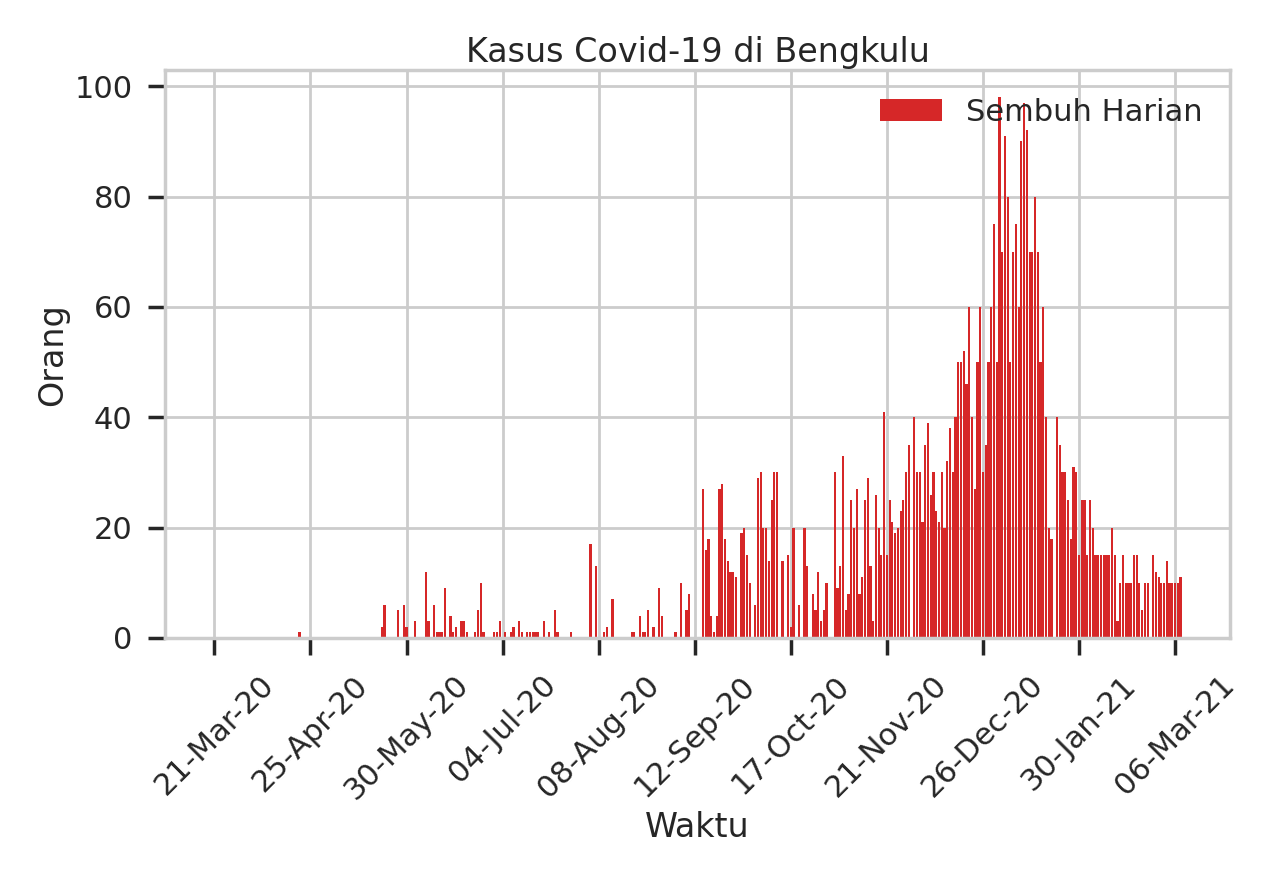 Kasus Covid-19 di Bengkulu
Sembuh Harian
100
80
60
40
20
0
Orang
21-Mar-20
25-Apr-20
30-May-20
04-Jul-20
08-Aug-20
12-Sep-20
17-Oct-20
21-Nov-20
26-Dec-20
30-Jan-21
06-Mar-21
Waktu